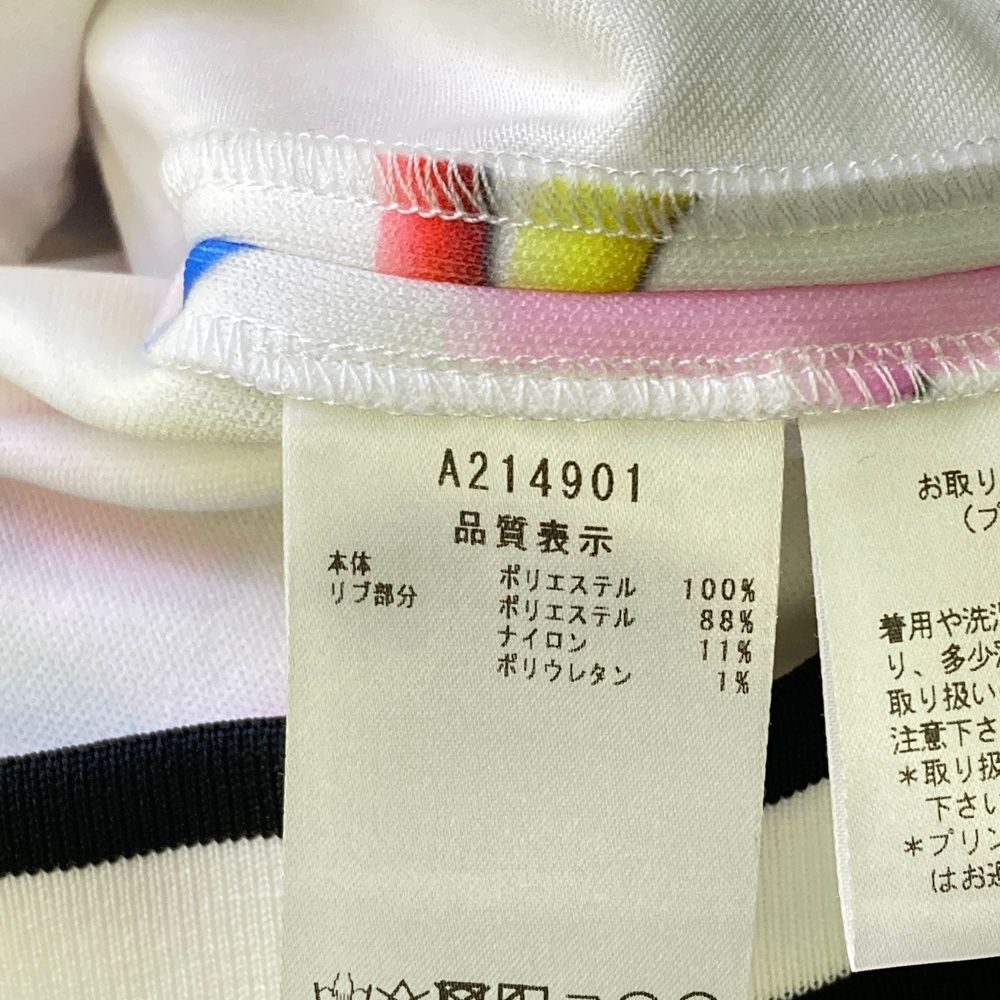 A214901
品質表示
本体 ポリエステル 100%
リブ部分 ポリエステル 88%
ナイロン 11%
ポリウレタン 1%
お取り
(プ
着用や洗
り、多少
取り扱い
注意下さ
*取り扱
下さい
*プリン
はお